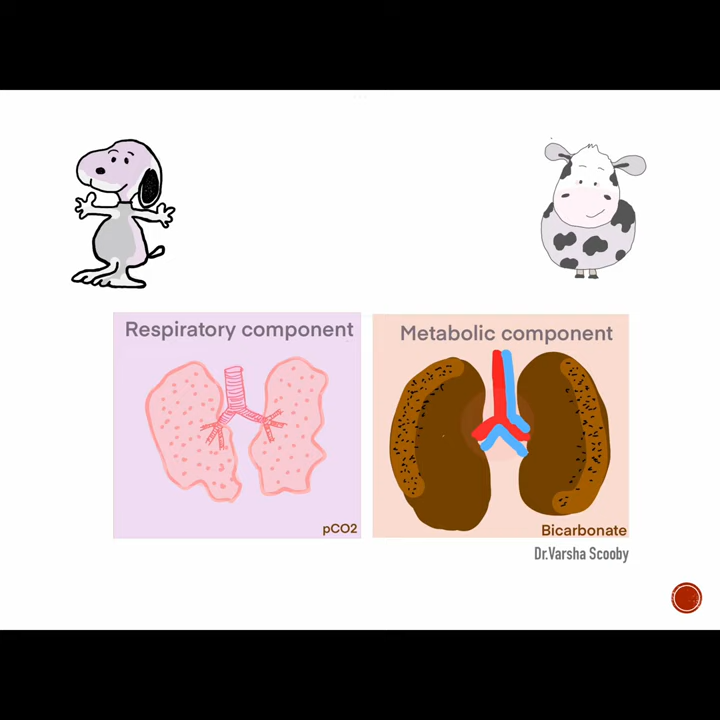 Respiratory component
Metabolic component
pCO2
Bicarbonate
Dr.Varsha Scooby